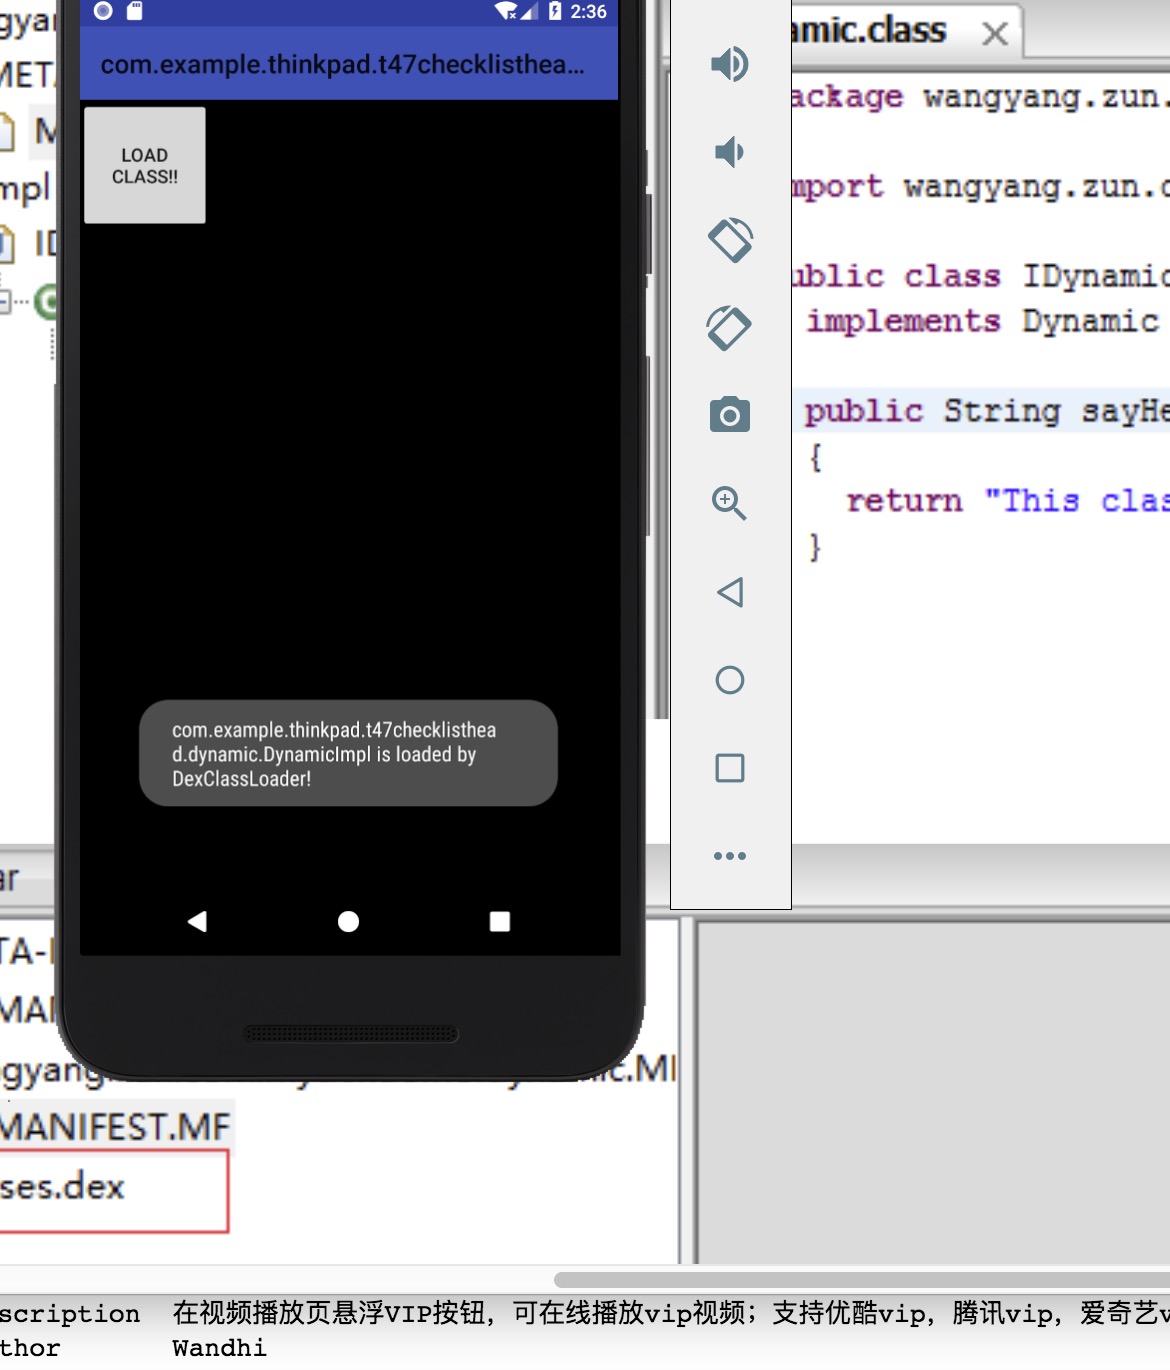 2:36
com.example.thinkpad.t47checklisthea...
LOAD
CLASS!!
com.example.thinkpad.t47checklisthea
d.dynamic.DynamicImpl is loaded by
DexClassLoader!
amic.class
ackage wangyang.zun.
mport wangyang.zun.
ublic class IDynamic
implements Dynamic
public String sayHe
{
return "This clas
}
META
M
mpl
ID
ar
TA-I
MAI
gyang
ic.MI
MANIFEST.MF
ses.dex
scription 在视频播放页悬浮VIP按钮，可在线播放vip视频；支持优酷vip，腾讯vip，爱奇艺v
thor Wandhi